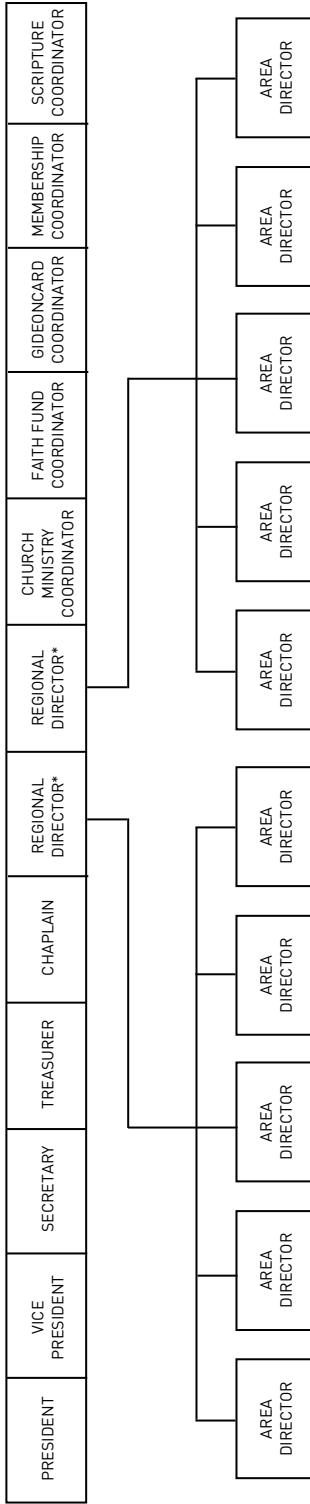 PRESIDENT
VICE
PRESIDENT
SECRETARY
TREASURER
CHAPLAIN
REGIONAL
DIRECTOR*
REGIONAL
DIRECTOR*
CHURCH
MINISTRY
COORDINATOR
FAITH FUND
COORDINATOR
GIDEONCARD
COORDINATOR
MEMBERSHIP
COORDINATOR
SCRIPTURE
COORDINATOR
AREA
DIRECTOR
AREA
DIRECTOR
AREA
DIRECTOR
AREA
DIRECTOR
AREA
DIRECTOR
AREA
DIRECTOR
AREA
DIRECTOR
AREA
DIRECTOR
AREA
DIRECTOR
AREA
DIRECTOR